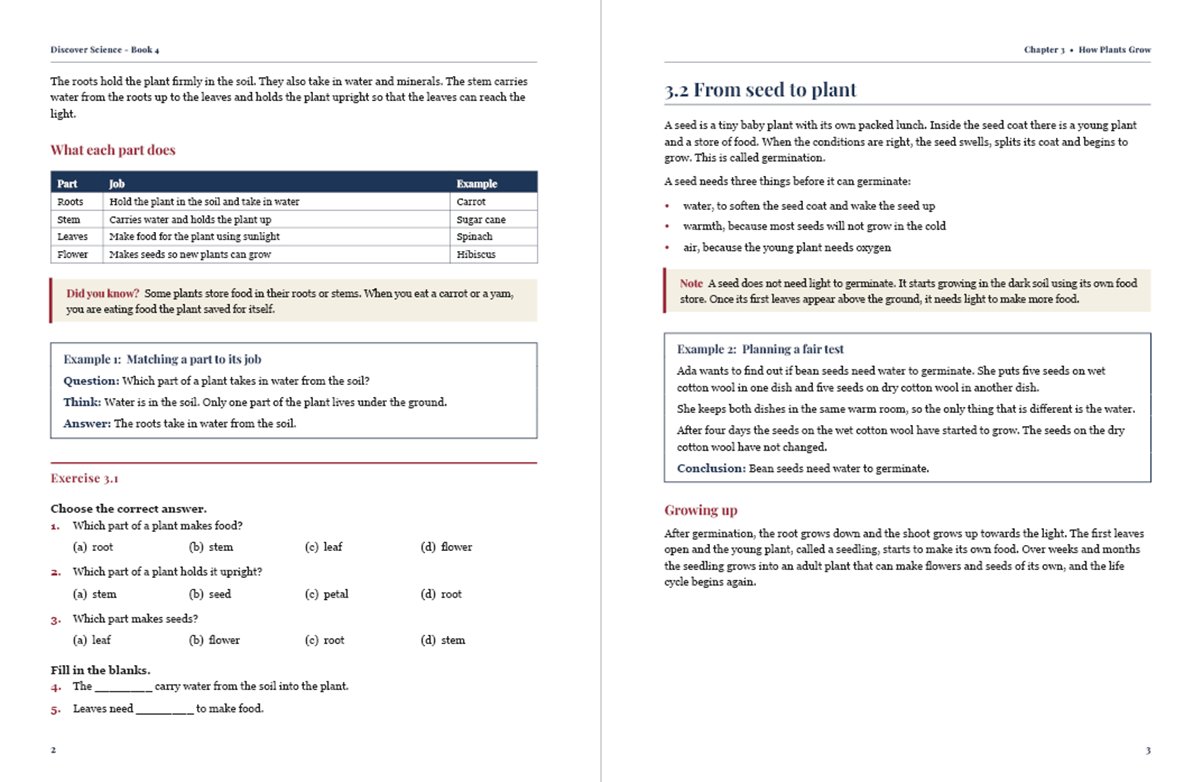 Discover Science - Book 4
The roots hold the plant firmly in the soil. They also take in water and minerals. The stem carries
water from the roots up to the leaves and holds the plant upright so that the leaves can reach the
light.
What each part does
Part Job Example
Roots Hold the plant in the soil and take in water Carrot
Stem Carries water and holds the plant up Sugar cane
Leaves Make food for the plant using sunlight Spinach
Flower Makes seeds so new plants can grow Hibiscus
Did you know? Some plants store food in their roots or stems. When you eat a carrot or a yam,
you are eating food the plant saved for itself.
Example 1: Matching a part to its job
Question: Which part of a plant takes in water from the soil?
Think: Water is in the soil. Only one part of the plant lives under the ground.
Answer: The roots take in water from the soil.
Exercise 3.1
Choose the correct answer.
1. Which part of a plant makes food?
(a) root (b) stem (c) leaf (d) flower
2. Which part of a plant holds it upright?
(a) stem (b) seed (c) petal (d) root
3. Which part makes seeds?
(a) leaf (b) flower (c) root (d) stem
Fill in the blanks.
4. The __________ carry water from the soil into the plant.
5. Leaves need __________ to make food.
2
Chapter 3 • How Plants Grow
3.2 From seed to plant
A seed is a tiny baby plant with its own packed lunch. Inside the seed coat there is a young plant
and a store of food. When the conditions are right, the seed swells, splits its coat and begins to
grow. This is called germination.
A seed needs three things before it can germinate:
• water, to soften the seed coat and wake the seed up
• warmth, because most seeds will not grow in the cold
• air, because the young plant needs oxygen
Note A seed does not need light to germinate. It starts growing in the dark soil using its own food
store. Once its first leaves appear above the ground, it needs light to make more food.
Example 2: Planning a fair test
Ada wants to find out if bean seeds need water to germinate. She puts five seeds on wet
cotton wool in one dish and five seeds on dry cotton wool in another dish.
She keeps both dishes in the same warm room, so the only thing that is different is the water.
After four days the seeds on the wet cotton wool have started to grow. The seeds on the dry
cotton wool have not changed.
Conclusion: Bean seeds need water to germinate.
Growing up
After germination, the root grows down and the shoot grows up towards the light. The first leaves
open and the young plant, called a seedling, starts to make its own food. Over weeks and months
the seedling grows into an adult plant that can make flowers and seeds of its own, and the life
cycle begins again.
3